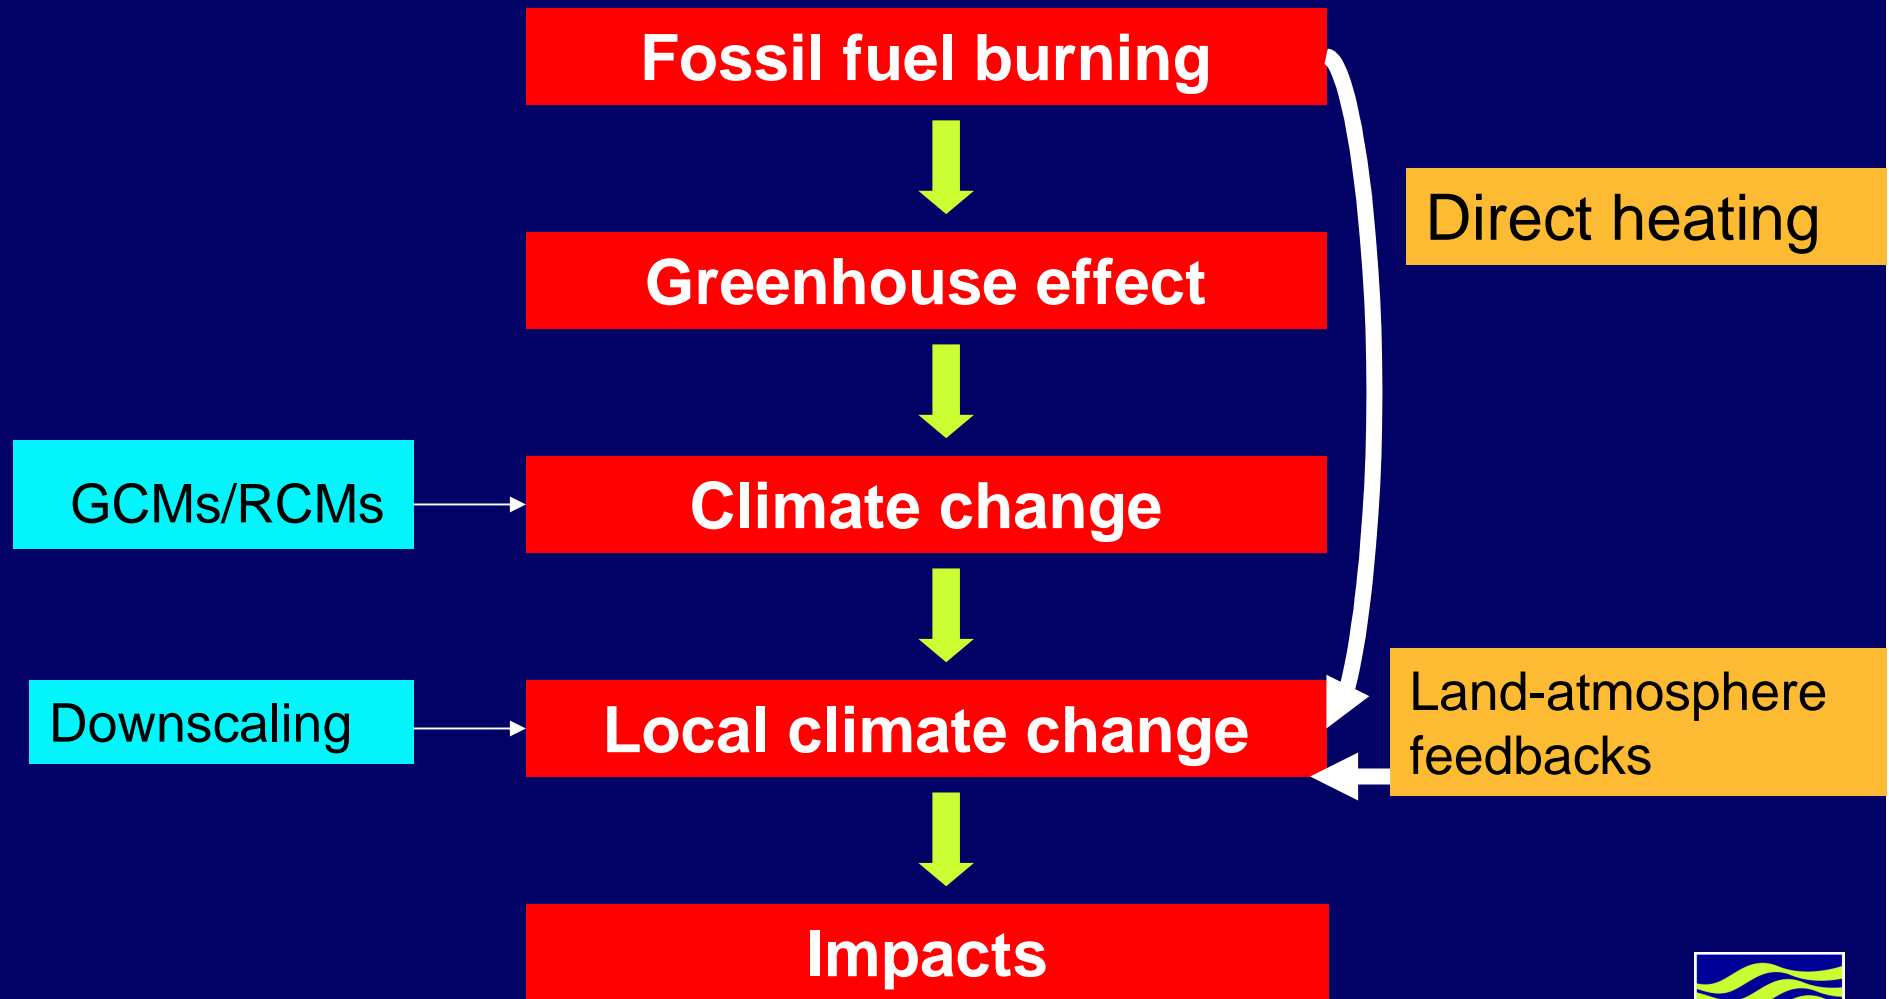 Fossil fuel burning
Direct heating
Greenhouse effect
GCMs/RCMs
Climate change
Downscaling
Local climate change
Land-atmosphere
feedbacks
Impacts